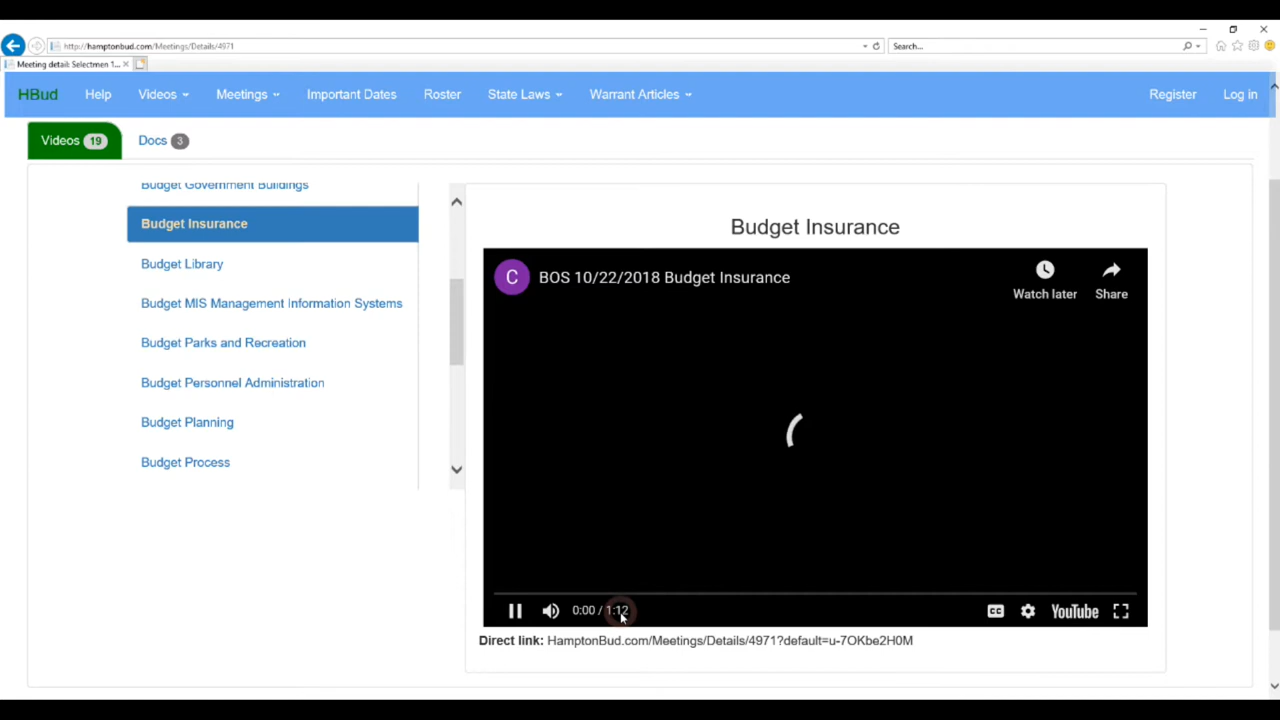 http://hamptonbud.com/Meetings/Details/4971
Search...
Meeting detail: Selectmen 1...
HBud Help Videos Meetings Important Dates Roster State Laws Warrant Articles Register Log in
Videos 19 Docs 3
Budget Government Buildings
Budget Insurance
Budget Library
Budget MIS Management Information Systems
Budget Parks and Recreation
Budget Personnel Administration
Budget Planning
Budget Process
Budget Insurance
C BOS 10/22/2018 Budget Insurance
Watch later Share
0:00 / 1:12
CC YouTube
Direct link: HamptonBud.com/Meetings/Details/4971?default=u-7OKbe2H0M